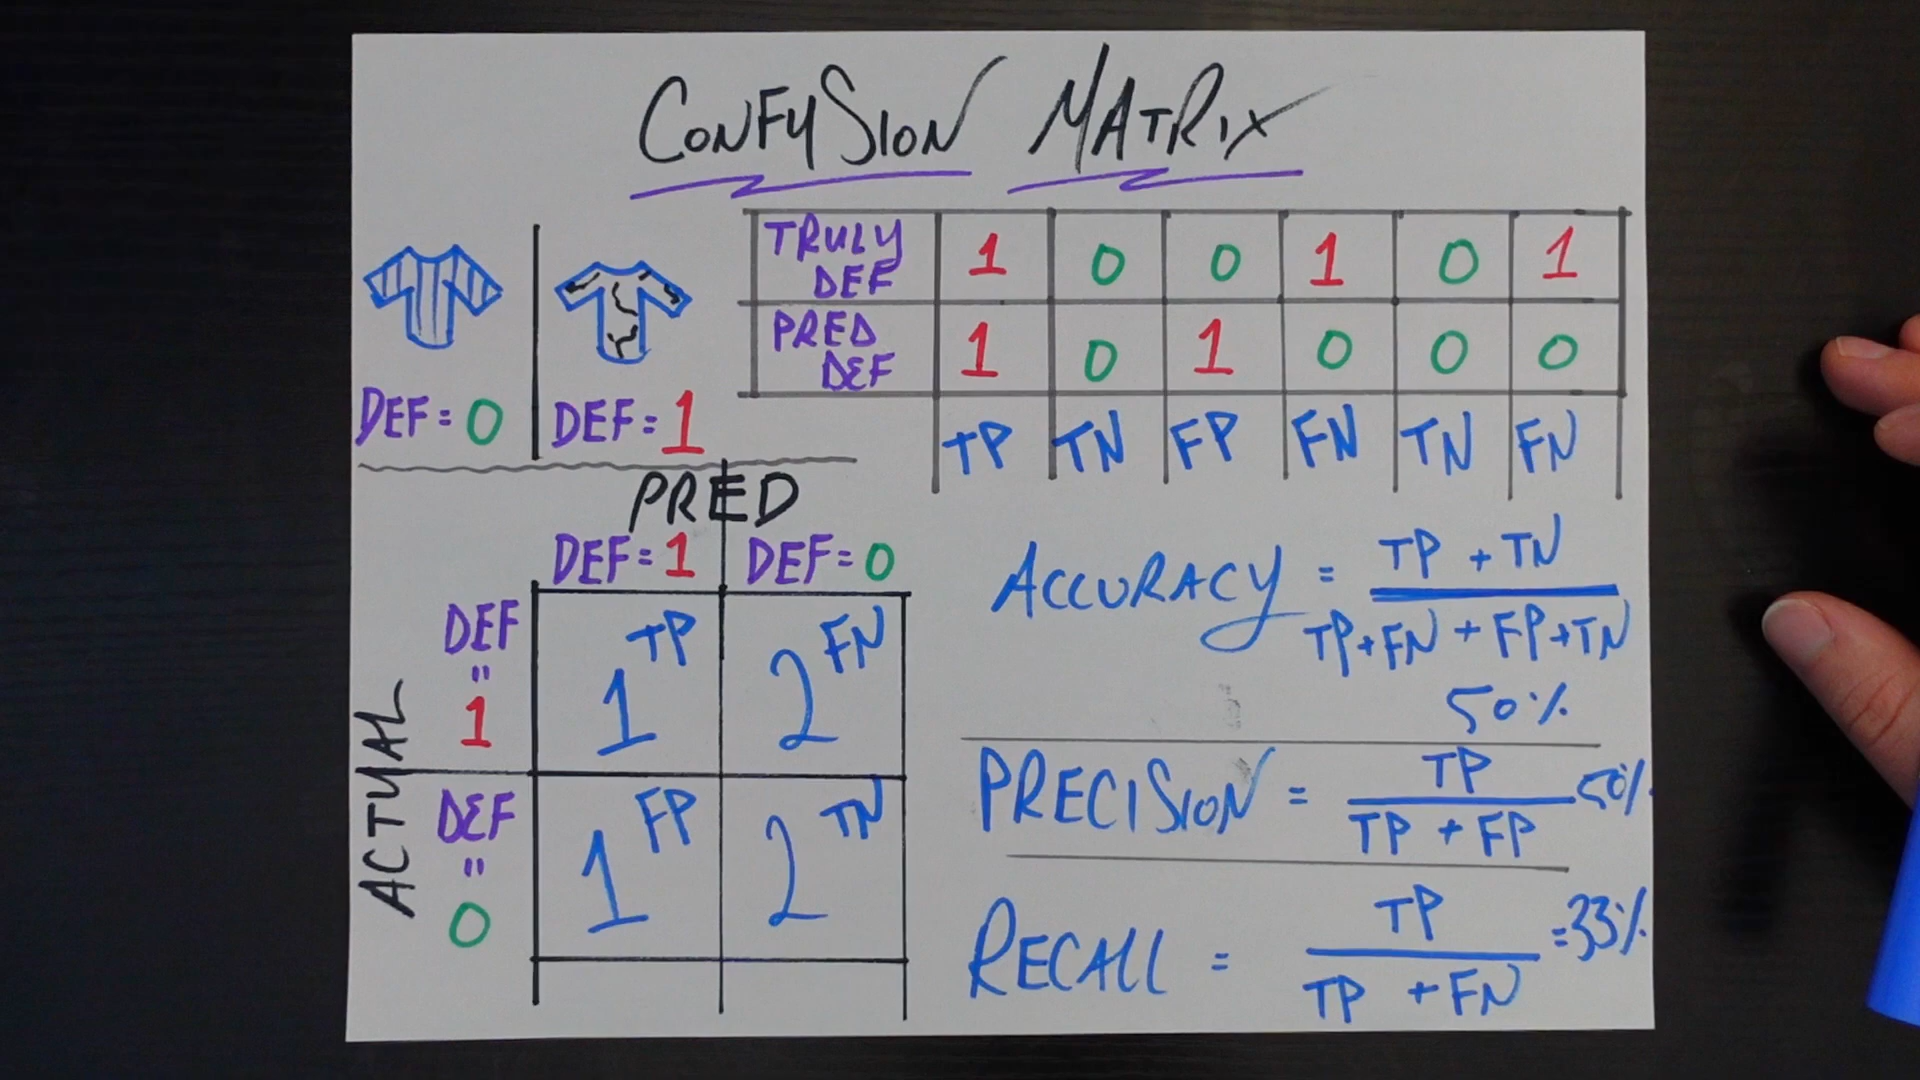 CONFUSION MATRIX
TRULY DEF 1 0 0 1 0 1
PRED DEF 1 0 1 0 0 0
TP TN FP FN TN FN
DEF = 0 DEF = 1
PRED
DEF = 1 DEF = 0
ACTUAL
DEF = 1
1 TP 2 FN
DEF = 0
1 FP 2 TN
ACCURACY = TP + TN
TP + FN + FP + TN
50%
PRECISION = TP
TP + FP
50%
RECALL = TP
TP + FN
= 33%